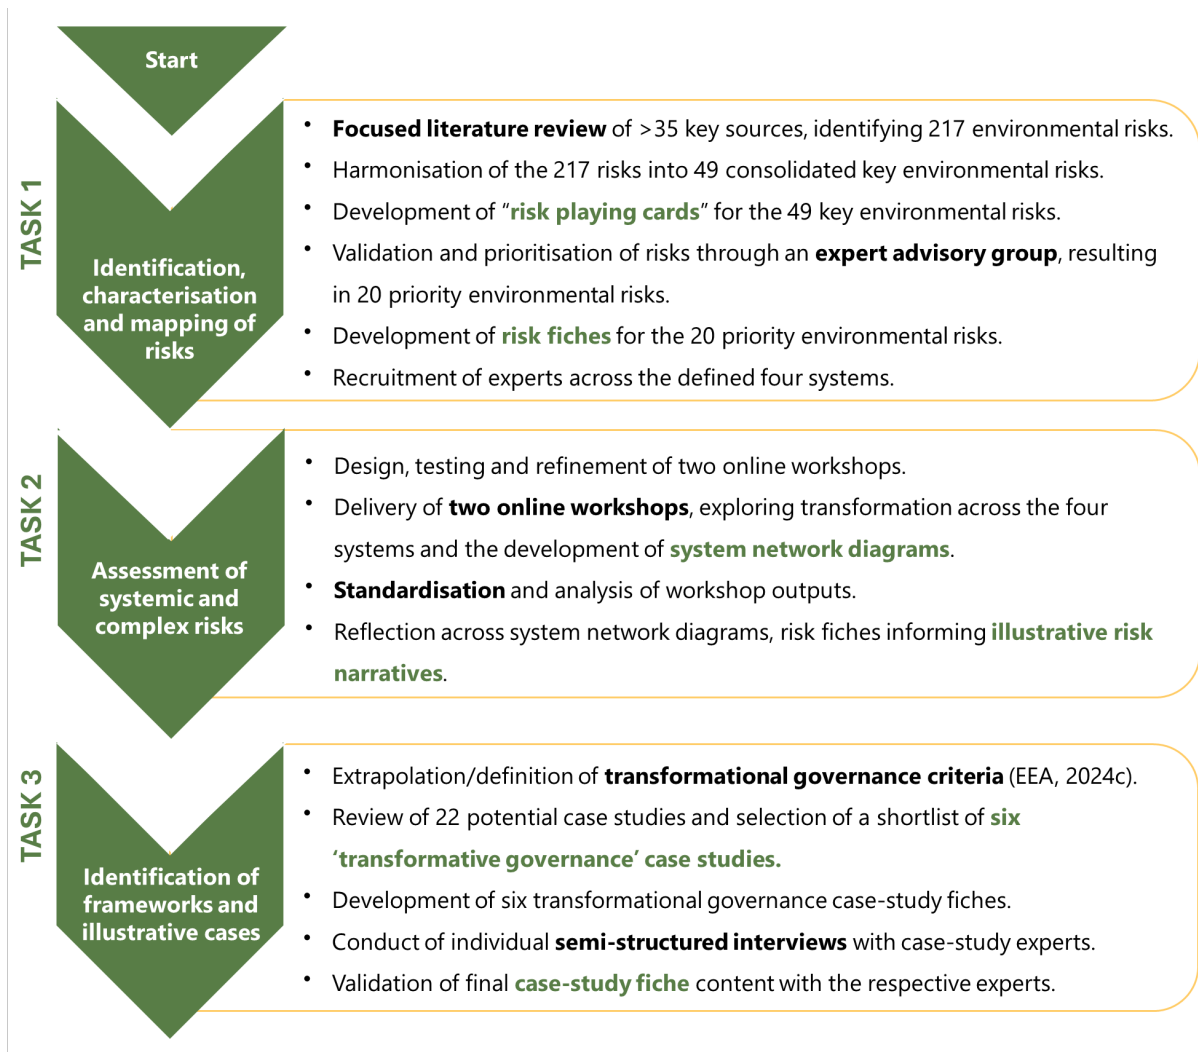 Start
TASK 1
Identification,
characterisation
and mapping of
risks
• Focused literature review of >35 key sources, identifying 217 environmental risks.
• Harmonisation of the 217 risks into 49 consolidated key environmental risks.
• Development of “risk playing cards” for the 49 key environmental risks.
• Validation and prioritisation of risks through an expert advisory group, resulting
in 20 priority environmental risks.
• Development of risk fiches for the 20 priority environmental risks.
• Recruitment of experts across the defined four systems.
TASK 2
Assessment of
systemic and
complex risks
• Design, testing and refinement of two online workshops.
• Delivery of two online workshops, exploring transformation across the four
systems and the development of system network diagrams.
• Standardisation and analysis of workshop outputs.
• Reflection across system network diagrams, risk fiches informing illustrative risk
narratives.
TASK 3
Identification of
frameworks and
illustrative cases
• Extrapolation/definition of transformational governance criteria (EEA, 2024c).
• Review of 22 potential case studies and selection of a shortlist of six
‘transformative governance’ case studies.
• Development of six transformational governance case-study fiches.
• Conduct of individual semi-structured interviews with case-study experts.
• Validation of final case-study fiche content with the respective experts.